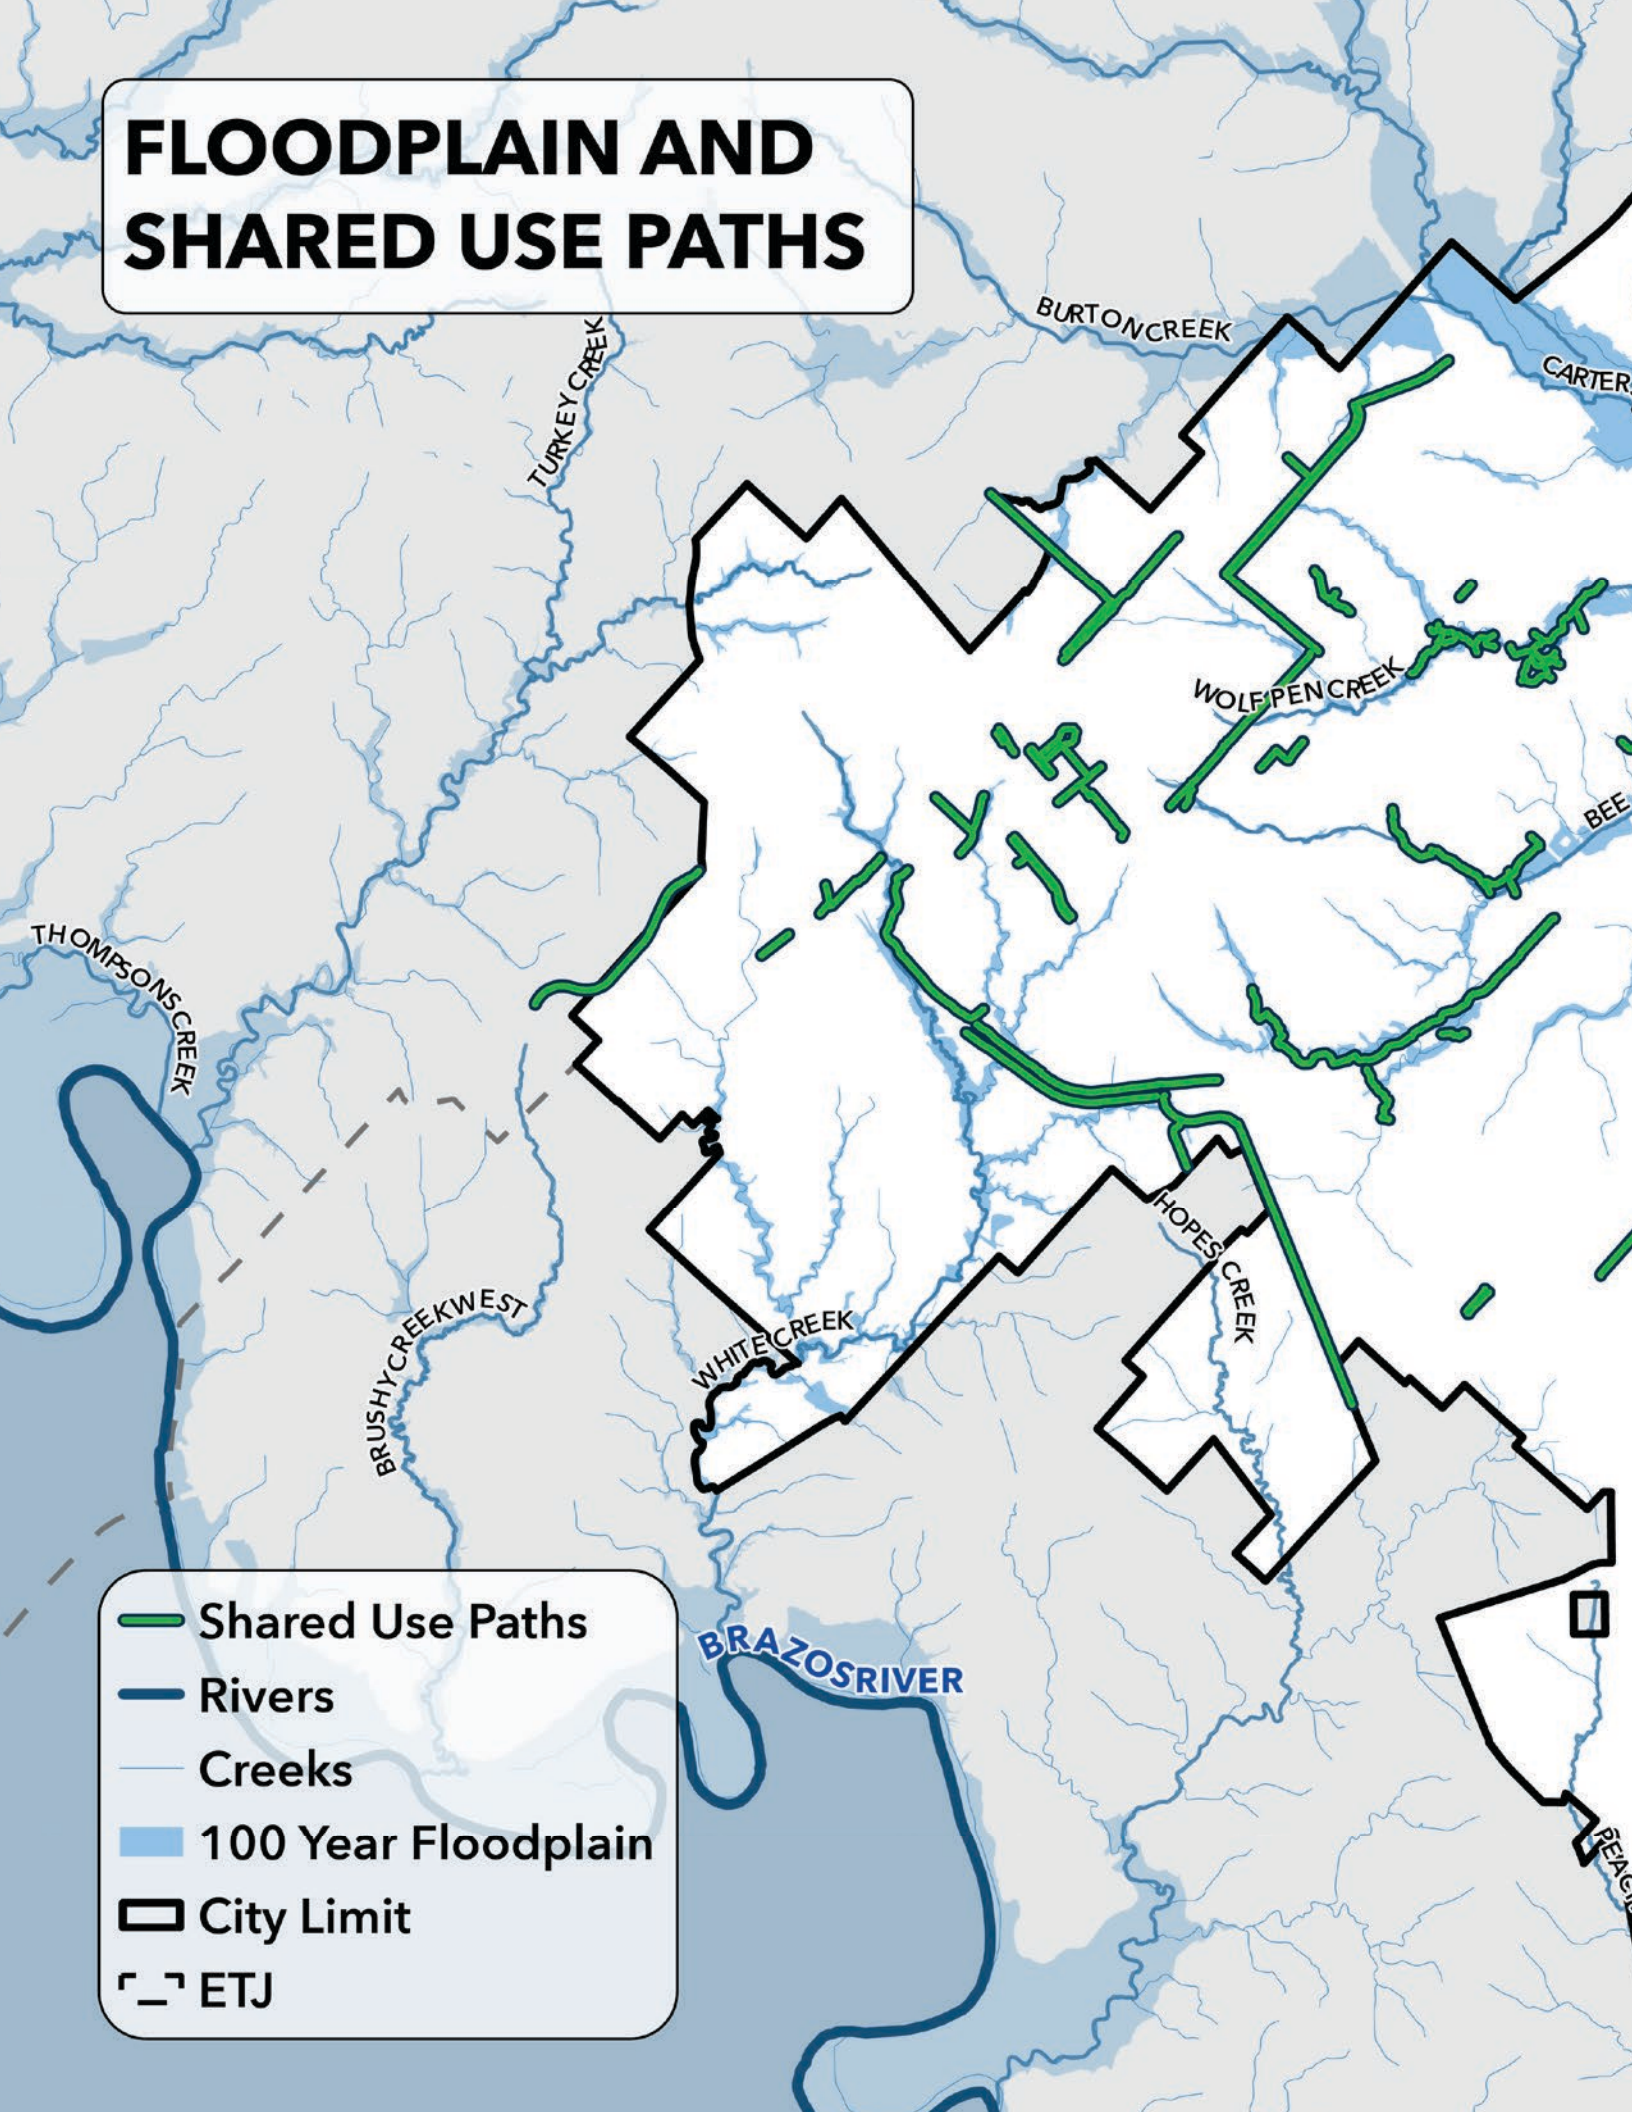 FLOODPLAIN AND
SHARED USE PATHS
BURTON CREEK
CARTER
TURKEY CREEK
WOLF PEN CREEK
BEE
THOMPSONS CREEK
HOPES CREEK
WHITE CREEK
BRUSHY CREEK WEST
BRAZOS RIVER
Shared Use Paths
Rivers
Creeks
100 Year Floodplain
City Limit
ETJ